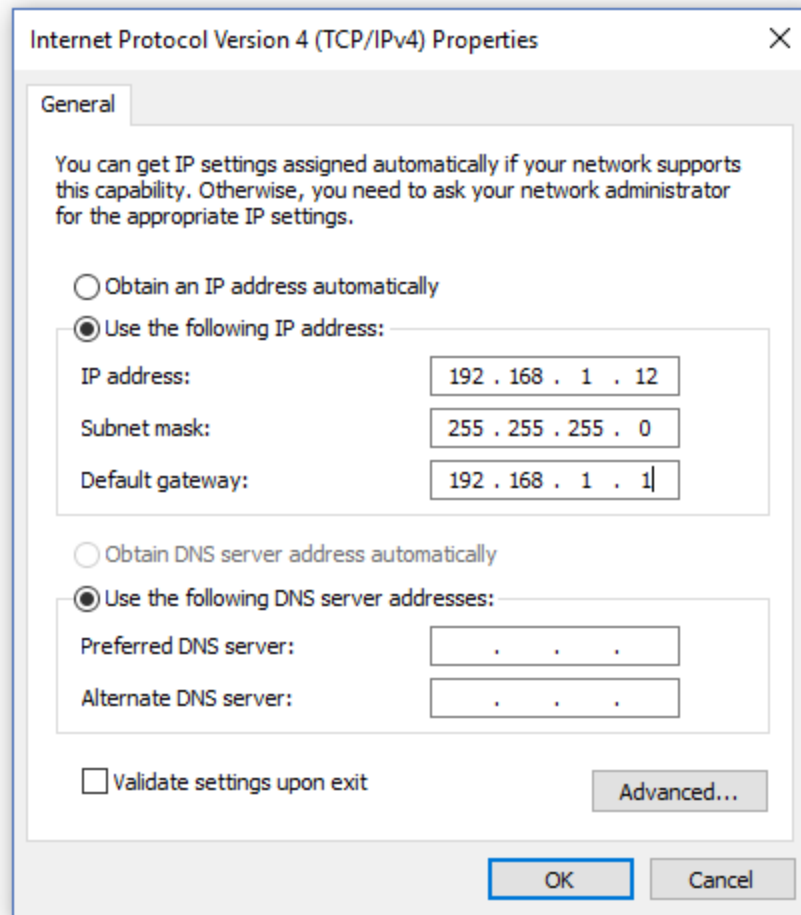 Internet Protocol Version 4 (TCP/IPv4) Properties
General
You can get IP settings assigned automatically if your network supports
this capability. Otherwise, you need to ask your network administrator
for the appropriate IP settings.
Obtain an IP address automatically
Use the following IP address:
IP address: 192 . 168 . 1 . 12
Subnet mask: 255 . 255 . 255 . 0
Default gateway: 192 . 168 . 1 . 1
Obtain DNS server address automatically
Use the following DNS server addresses:
Preferred DNS server: . . .
Alternate DNS server: . . .
Validate settings upon exit
Advanced...
OK Cancel